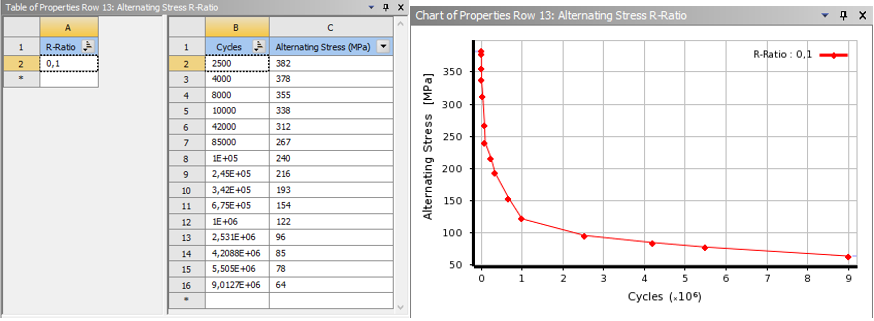 Table of Properties Row 13: Alternating Stress R-Ratio
A
1 R-Ratio
2 0,1
*
B C
1 Cycles Alternating Stress (MPa)
2 2500 382
3 4000 378
4 8000 355
5 10000 338
6 42000 312
7 85000 267
8 1E+05 240
9 2,45E+05 216
10 3,42E+05 193
11 6,75E+05 154
12 1E+06 122
13 2,531E+06 96
14 4,2088E+06 85
15 5,505E+06 78
16 9,0127E+06 64
*
Chart of Properties Row 13: Alternating Stress R-Ratio
R-Ratio : 0,1
Alternating Stress [MPa]
350
300
250
200
150
100
50
0 1 2 3 4 5 6 7 8 9
Cycles (x10⁶)